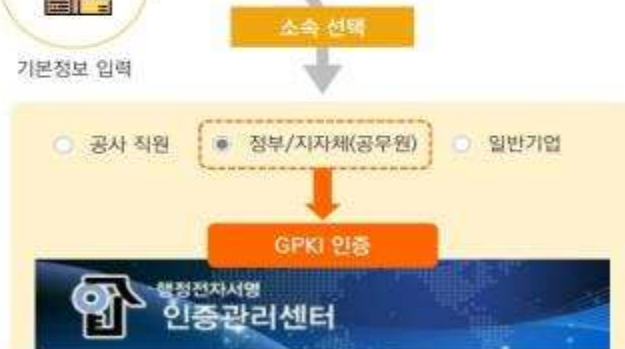 소속 선택
기본정보 입력
공사 직원 정부/지자체(공무원) 일반기업
GPKI 인증
행정전자서명
인증관리센터